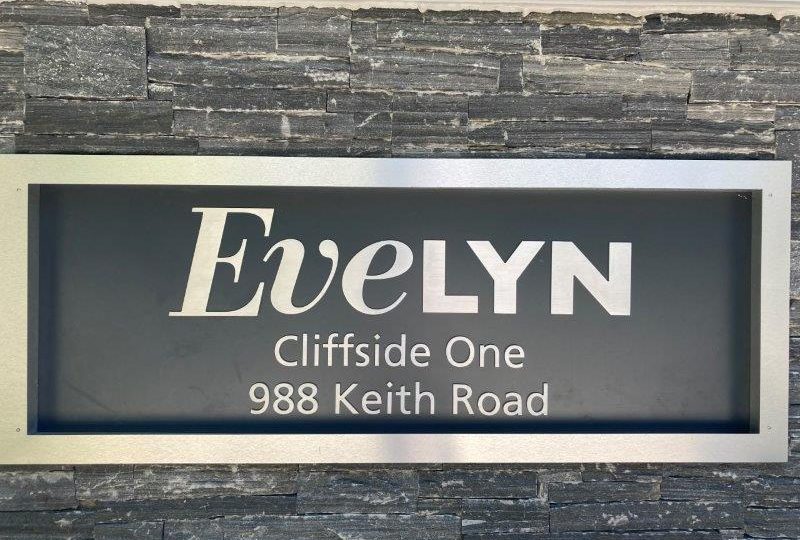 EveLYN
Cliffside One
988 Keith Road